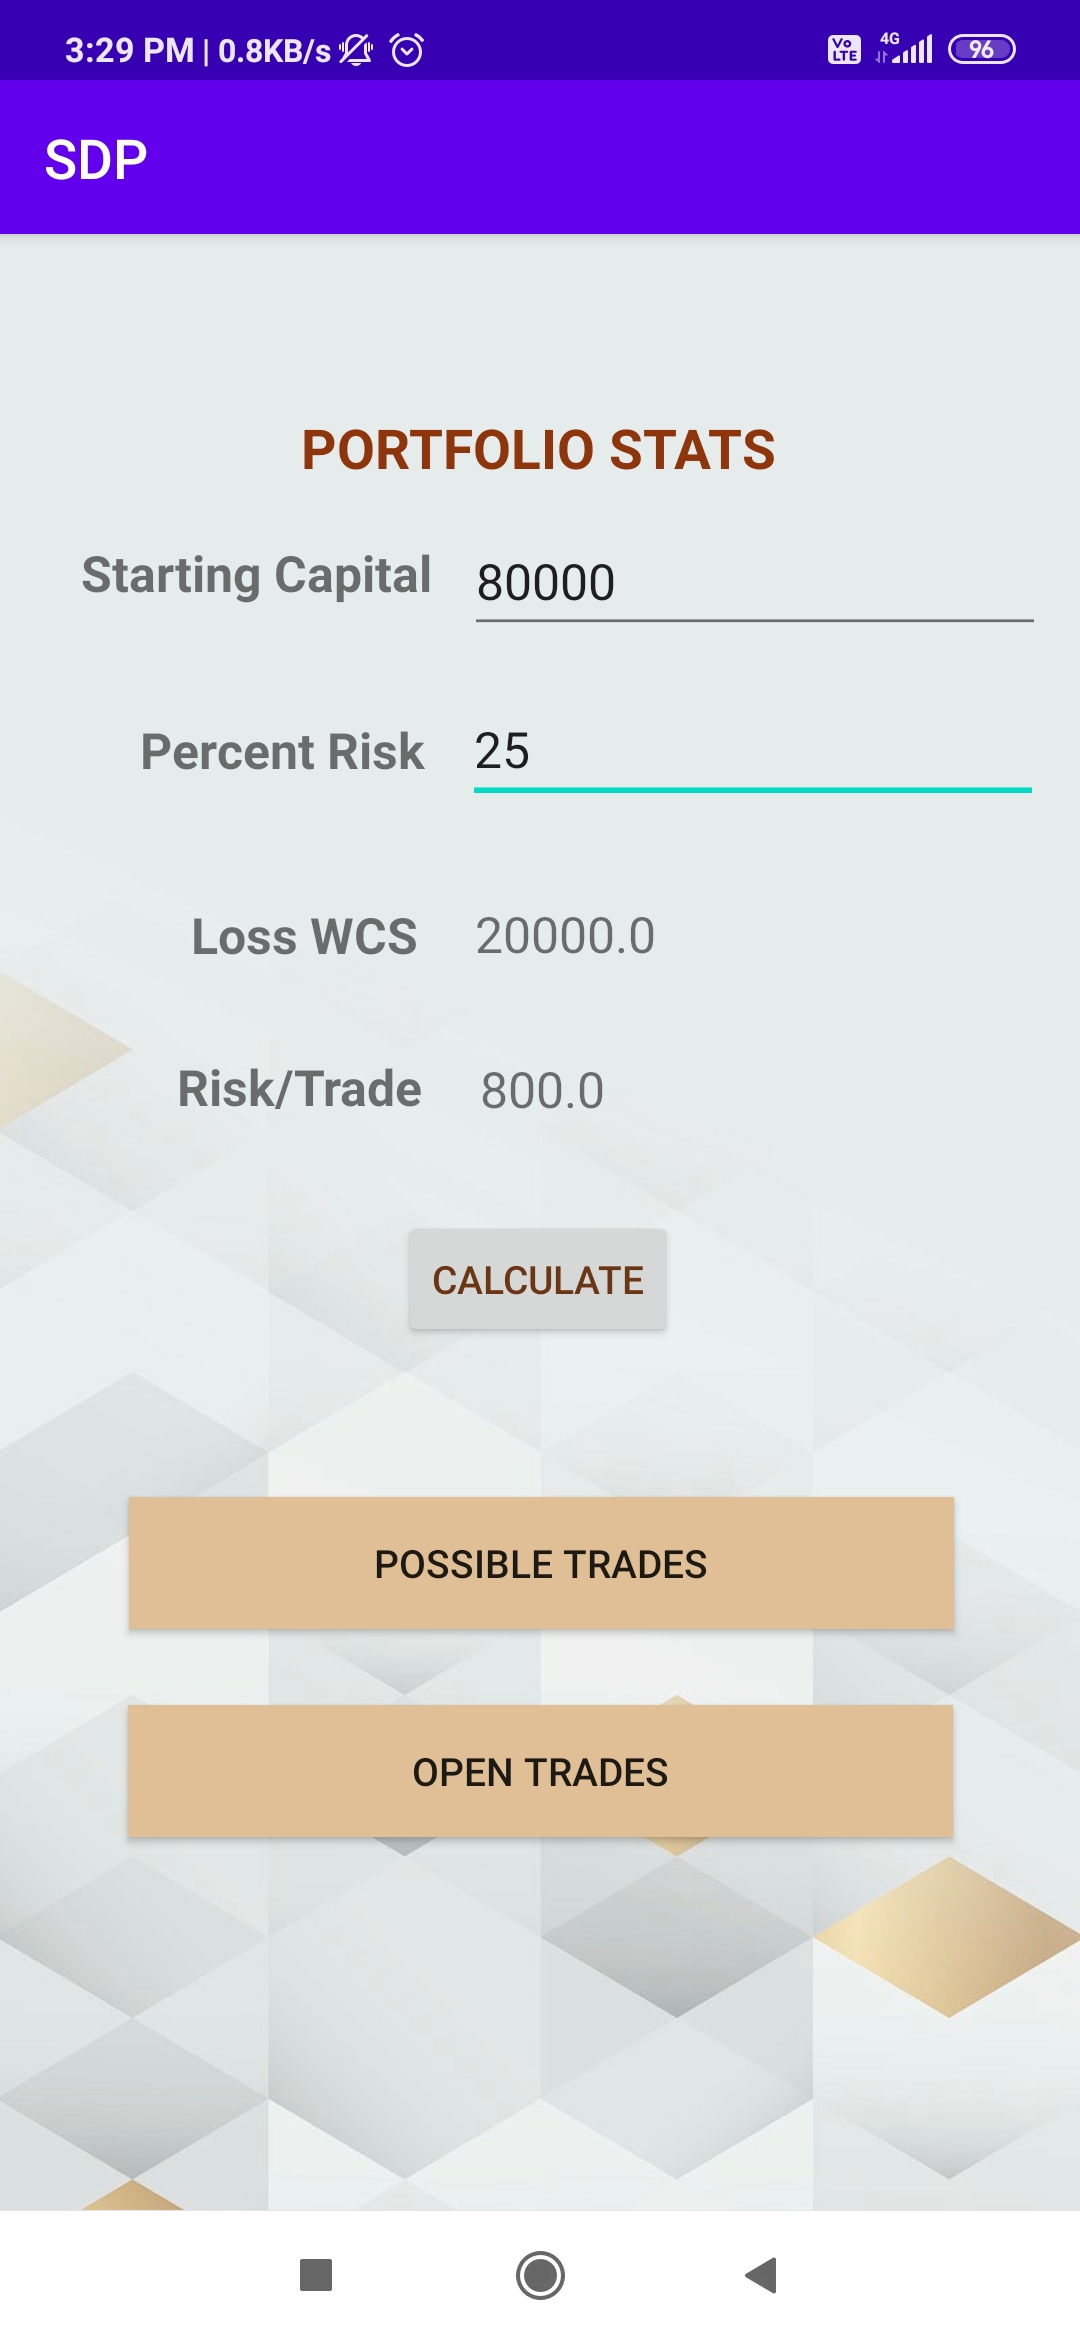 3:29 PM | 0.8KB/s Vo LTE 4G 96
SDP
PORTFOLIO STATS
Starting Capital 80000
Percent Risk 25
Loss WCS 20000.0
Risk/Trade 800.0
CALCULATE
POSSIBLE TRADES
OPEN TRADES